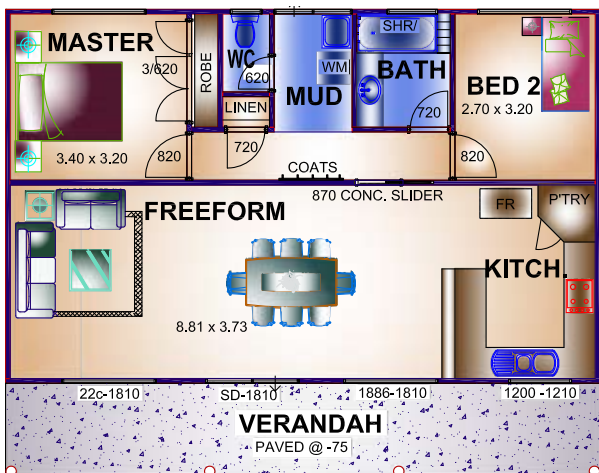 MASTER
3/620
ROBE
WC
620
LINEN
720
3.40 x 3.20
820
WM
MUD
SHR/
BATH
720
BED 2
2.70 x 3.20
820
COATS
870 CONC. SLIDER
FREEFORM
8.81 x 3.73
FR
P'TRY
KITCH.
22c-1810
SD-1810
1886-1810
1200 -1210
VERANDAH
PAVED @ -75